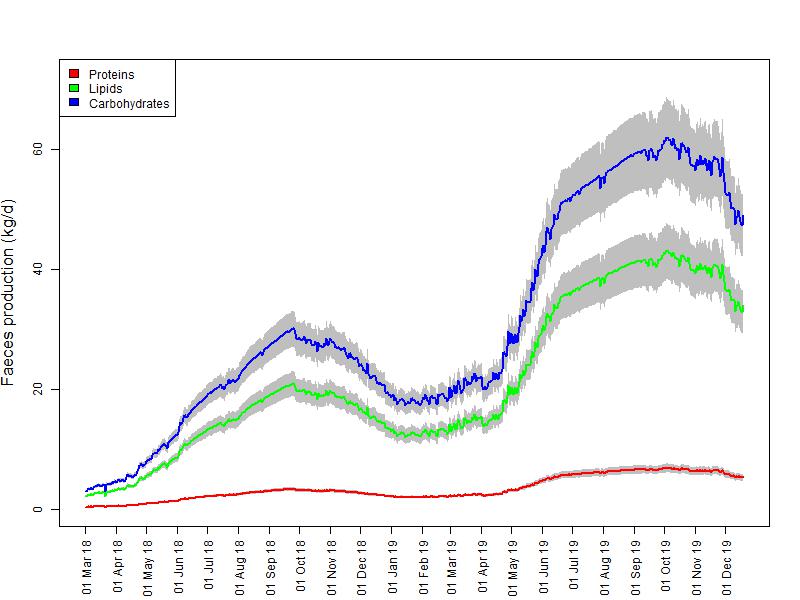 Proteins
Lipids
Carbohydrates
Faeces production (kg/d)
60
40
20
0
01 Mar 18
01 Apr 18
01 May 18
01 Jun 18
01 Jul 18
01 Aug 18
01 Sep 18
01 Oct 18
01 Nov 18
01 Dec 18
01 Jan 19
01 Feb 19
01 Mar 19
01 Apr 19
01 May 19
01 Jun 19
01 Jul 19
01 Aug 19
01 Sep 19
01 Oct 19
01 Nov 19
01 Dec 19